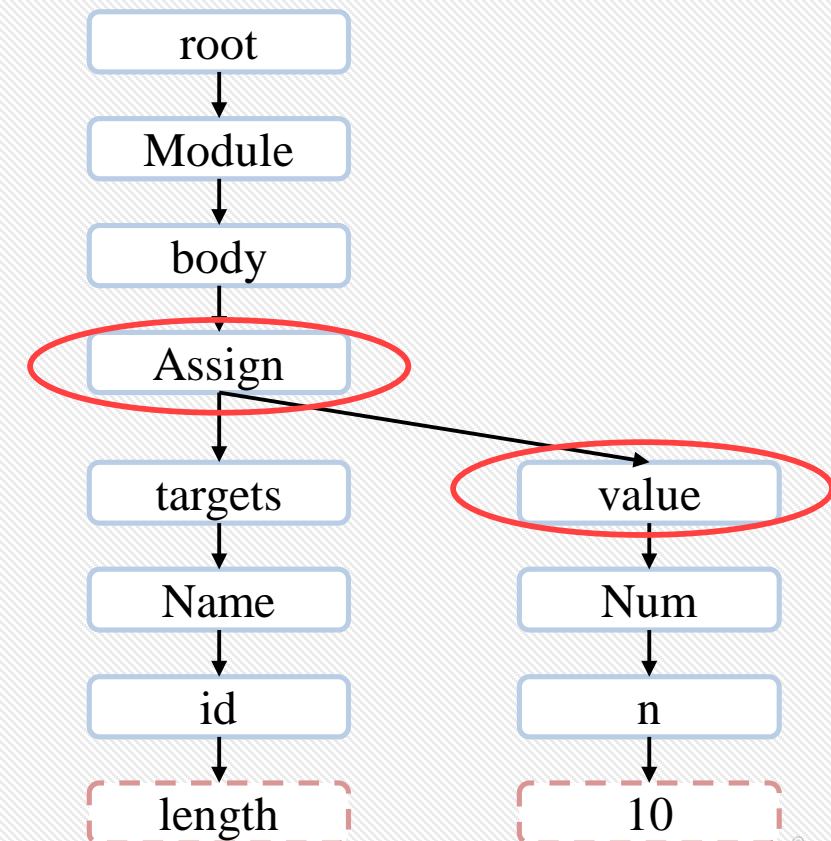 root
Module
body
Assign
targets
value
Name
Num
id
n
length
10